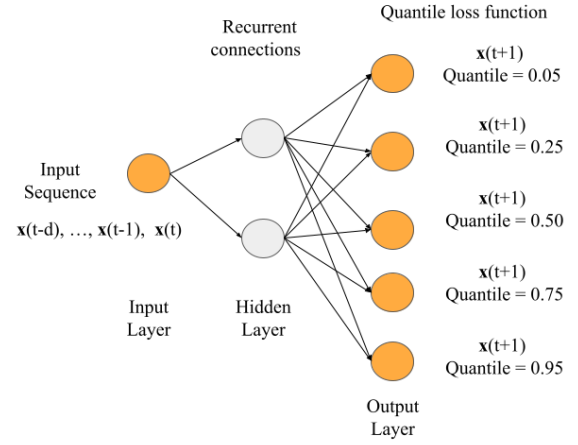 Quantile loss function
Recurrent
connections
x(t+1)
Quantile = 0.05
x(t+1)
Quantile = 0.25
Input
Sequence
x(t-d), …, x(t-1), x(t)
x(t+1)
Quantile = 0.50
x(t+1)
Quantile = 0.75
Input
Layer
Hidden
Layer
x(t+1)
Quantile = 0.95
Output
Layer